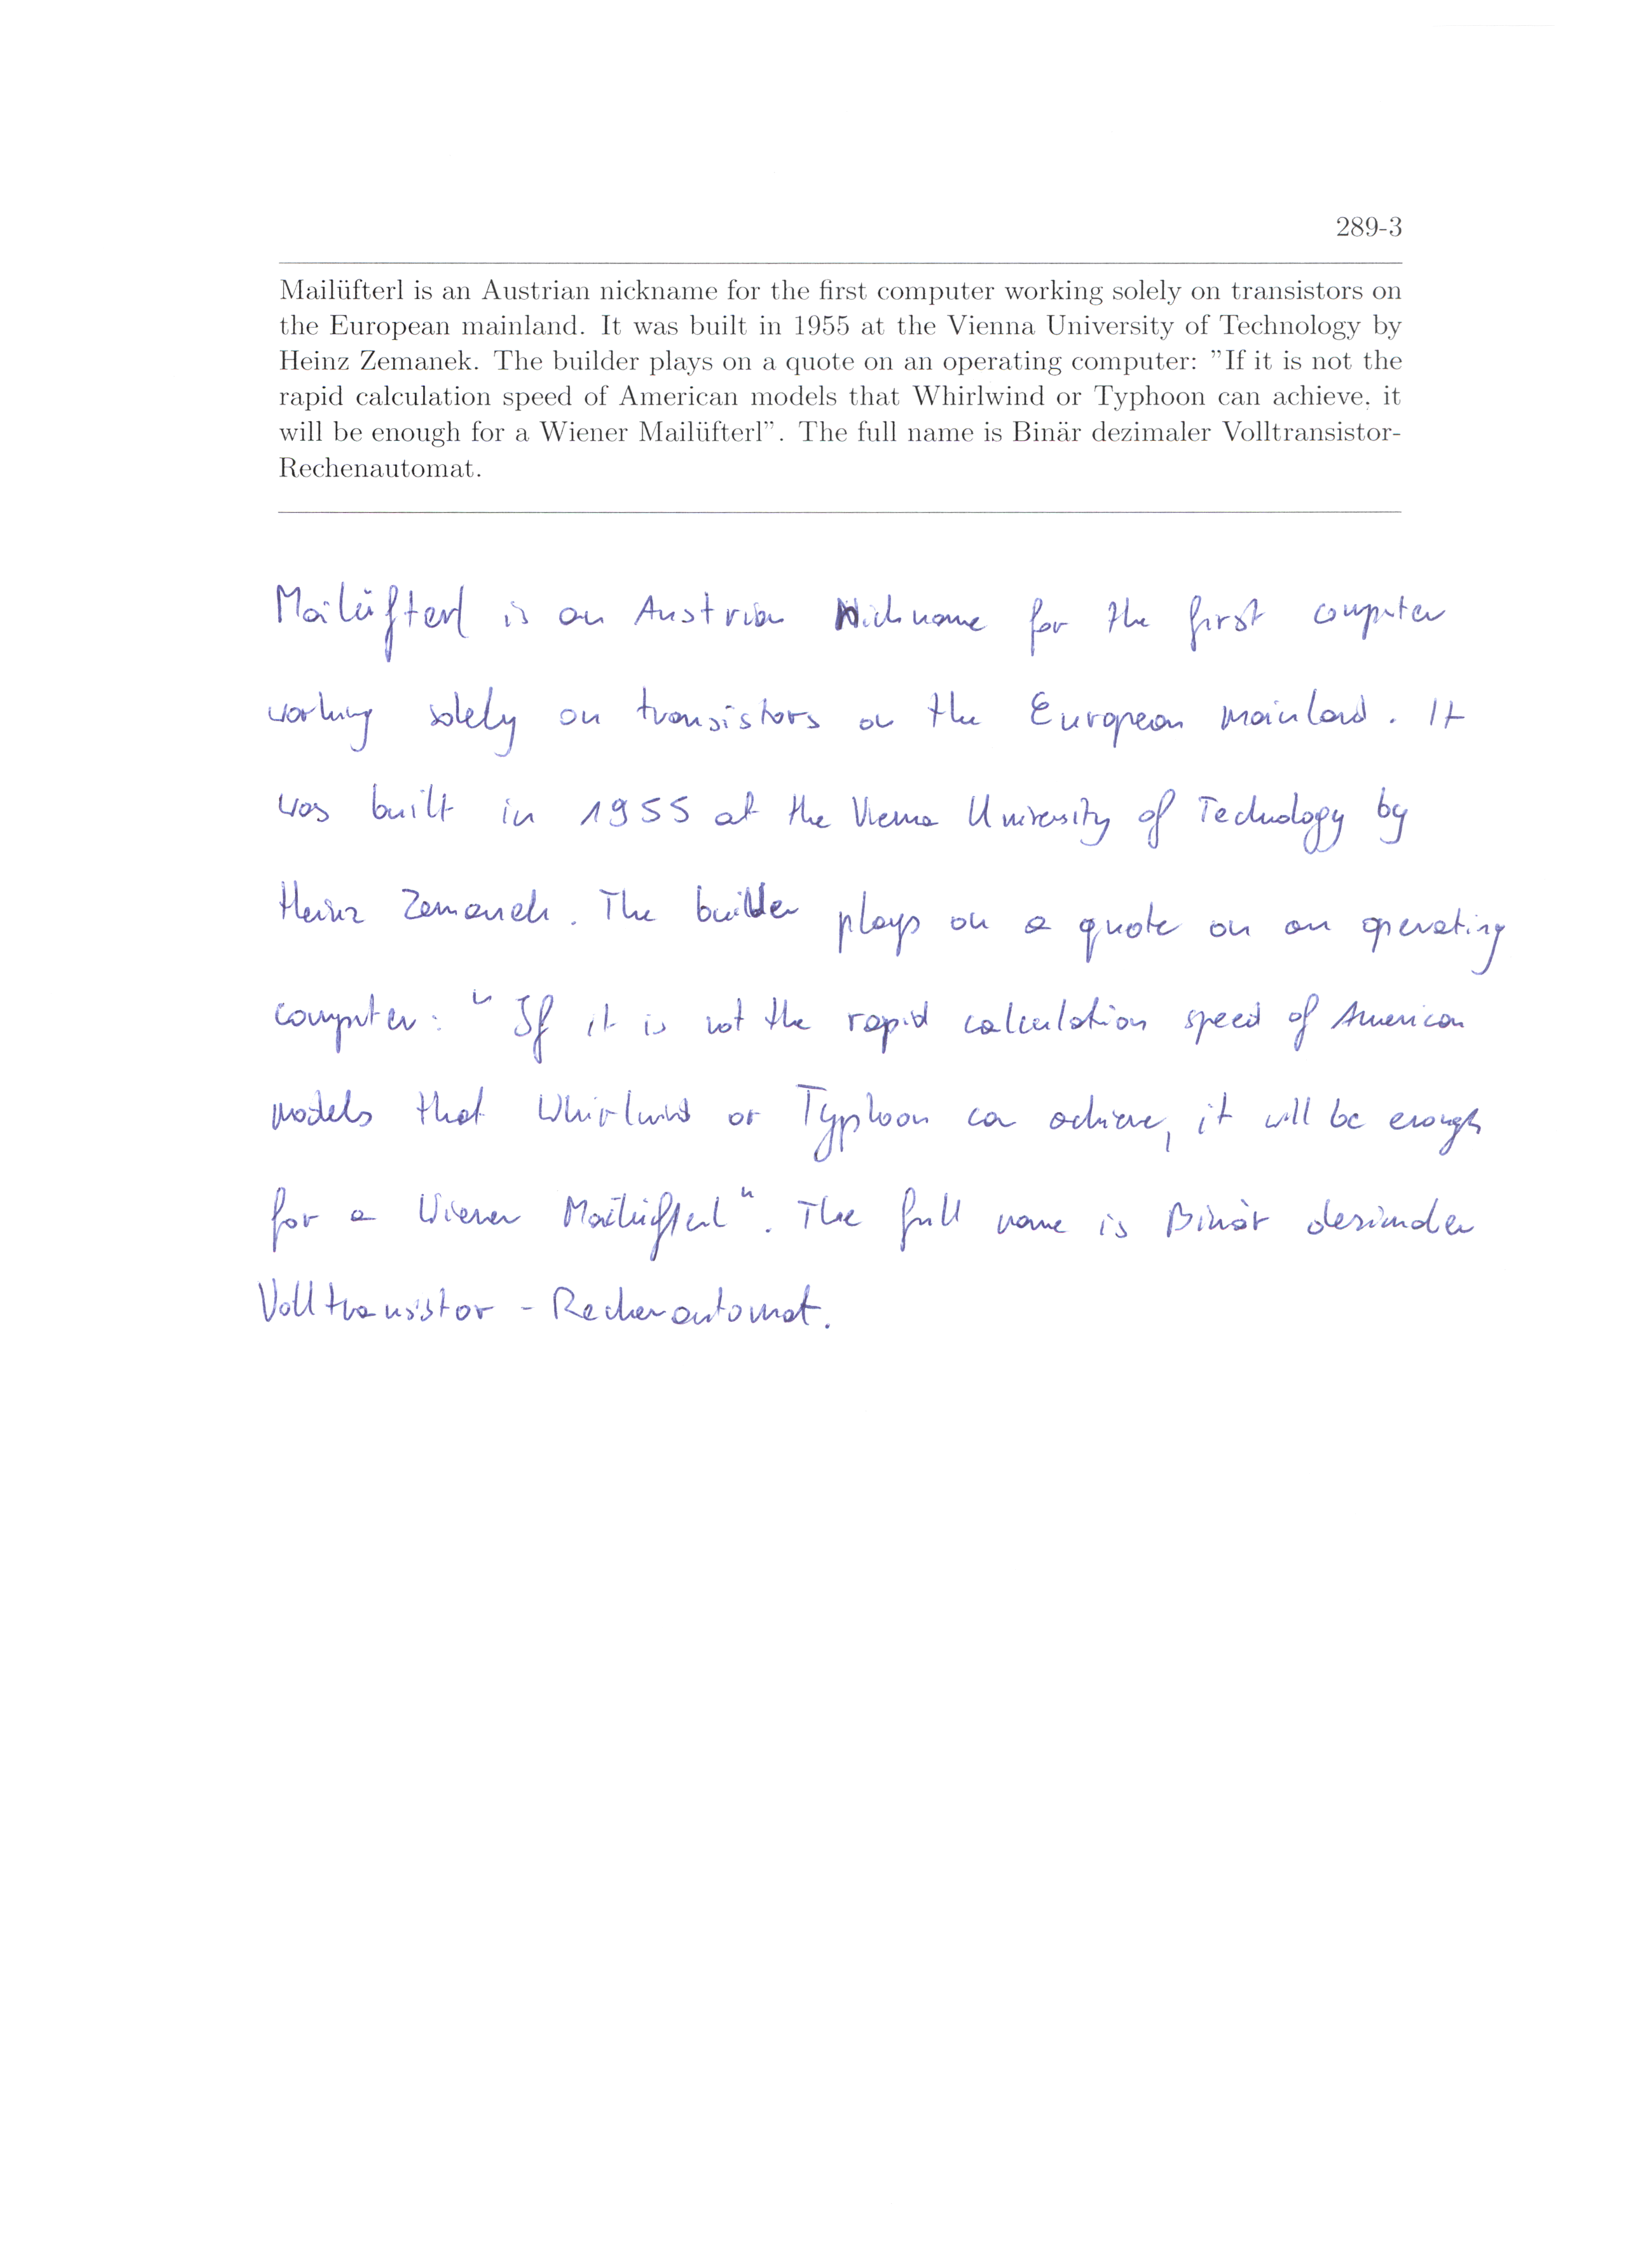 289-3
Mailüfterl is an Austrian nickname for the first computer working solely on transistors on
the European mainland. It was built in 1955 at the Vienna University of Technology by
Heinz Zemanek. The builder plays on a quote on an operating computer: "If it is not the
rapid calculation speed of American models that Whirlwind or Typhoon can achieve, it
will be enough for a Wiener Mailüfterl". The full name is Binär dezimaler Volltransistor-
Rechenautomat.
Mailüfterl is an Austrian Nickname for the first computer
working solely on transistors on the European mainland. It
was built in 1955 at the Vienna University of Technology by
Heinz Zemanek. The builder plays on a quote on an operating
computer: "If it is not the rapid calculation speed of American
models that Whirlwind or Typhoon can achieve, it will be enough
for a Wiener Mailüfterl". The full name is Binär dezimaler
Volltransistor - Rechenautomat.